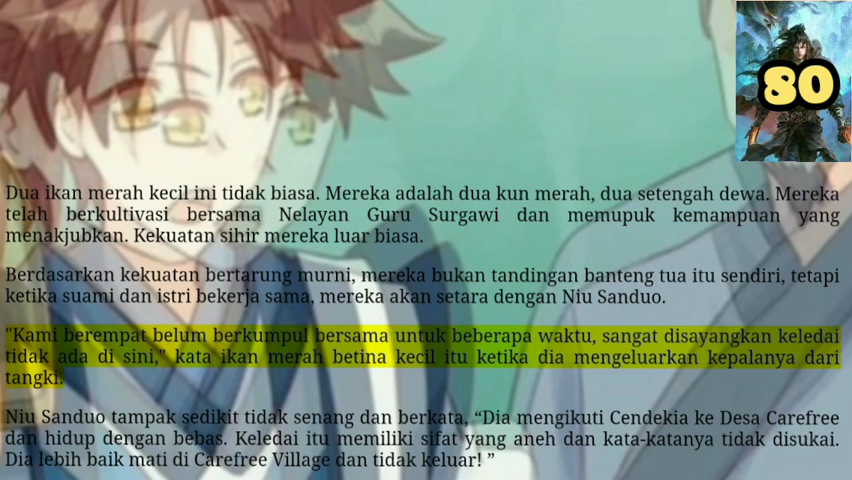 80
Dua ikan merah kecil ini tidak biasa. Mereka adalah dua kun merah, dua setengah dewa. Mereka
telah berkultivasi bersama Nelayan Guru Surgawi dan memupuk kemampuan yang
menakjubkan. Kekuatan sihir mereka luar biasa.
Berdasarkan kekuatan bertarung murni, mereka bukan tandingan banteng tua itu sendiri, tetapi
ketika suami dan istri bekerja sama, mereka akan setara dengan Niu Sanduo.
"Kami berempat belum berkumpul bersama untuk beberapa waktu, sangat disayangkan keledai
tidak ada di sini," kata ikan merah betina kecil itu ketika dia mengeluarkan kepalanya dari
tangki.
Niu Sanduo tampak sedikit tidak senang dan berkata, “Dia mengikuti Cendekia ke Desa Carefree
dan hidup dengan bebas. Keledai itu memiliki sifat yang aneh dan kata-katanya tidak disukai.
Dia lebih baik mati di Carefree Village dan tidak keluar! ”